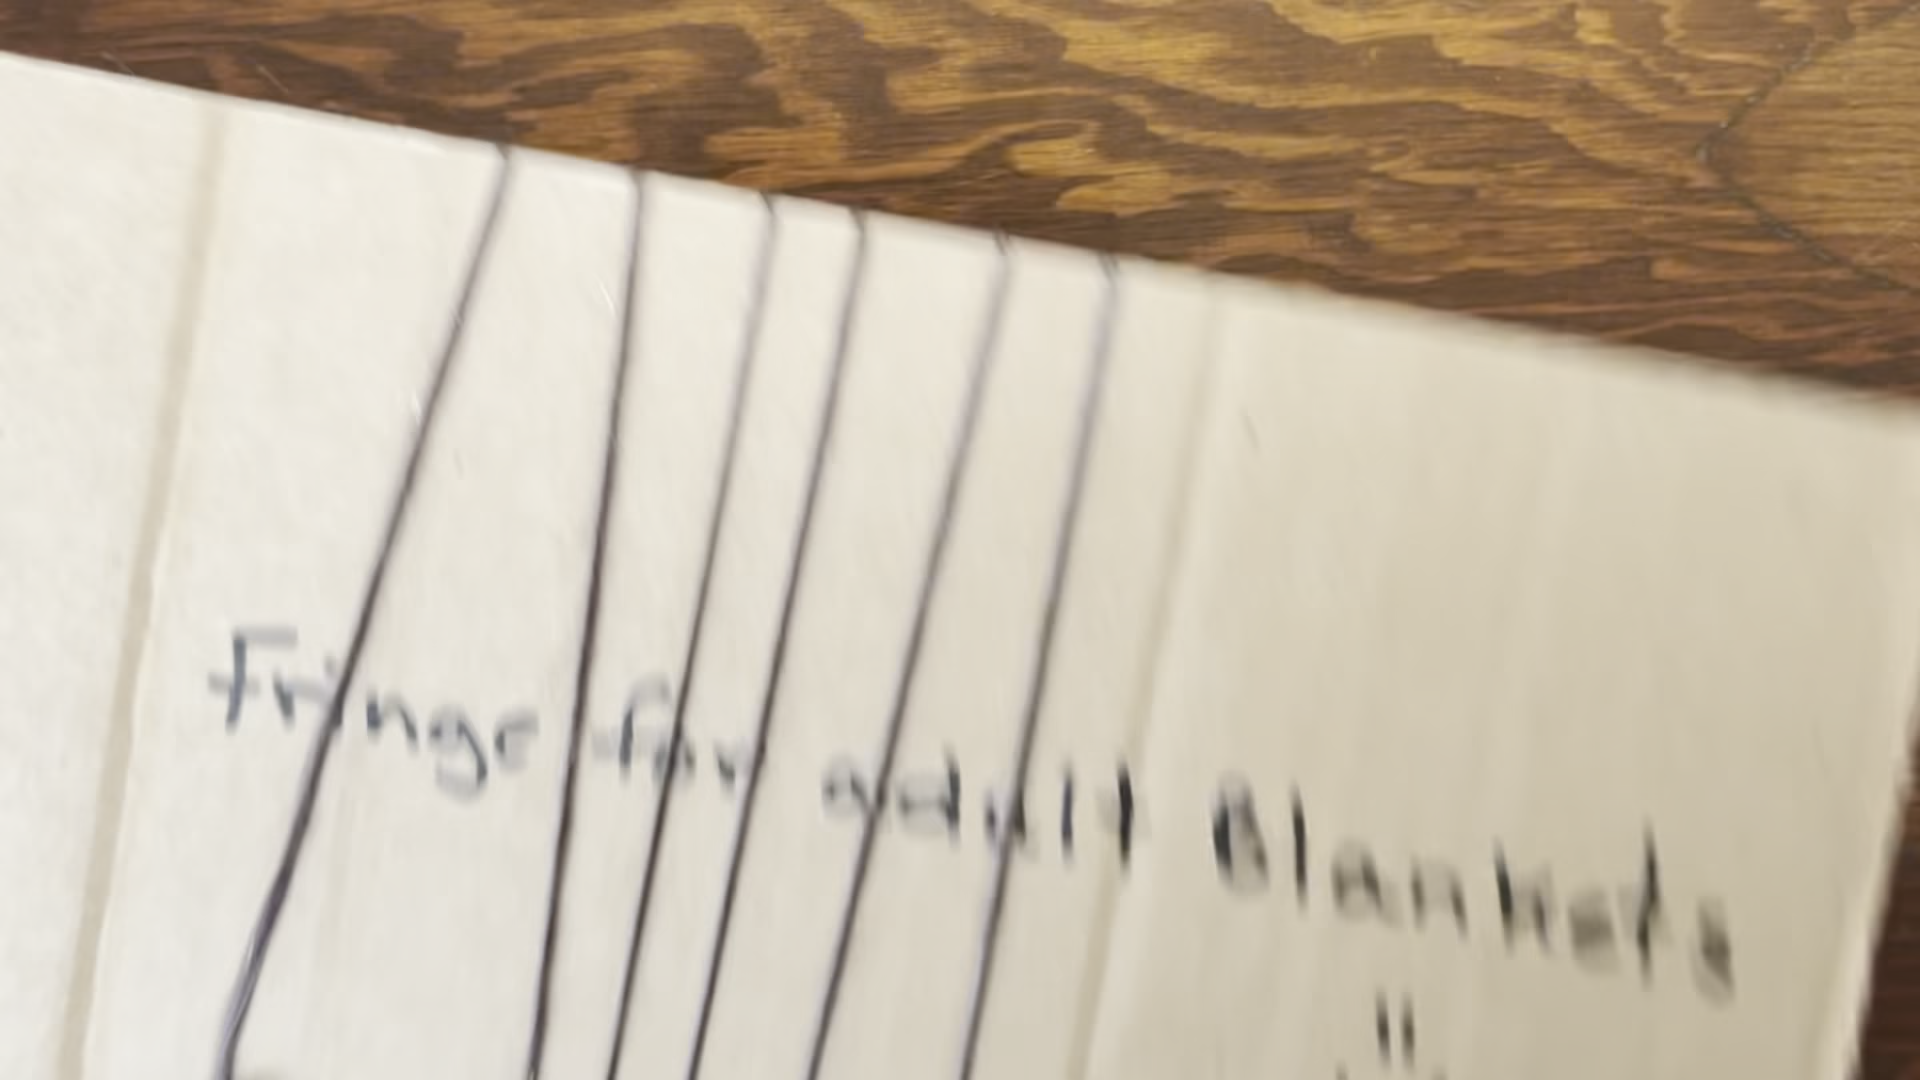 Fringe for adult Blankets
"